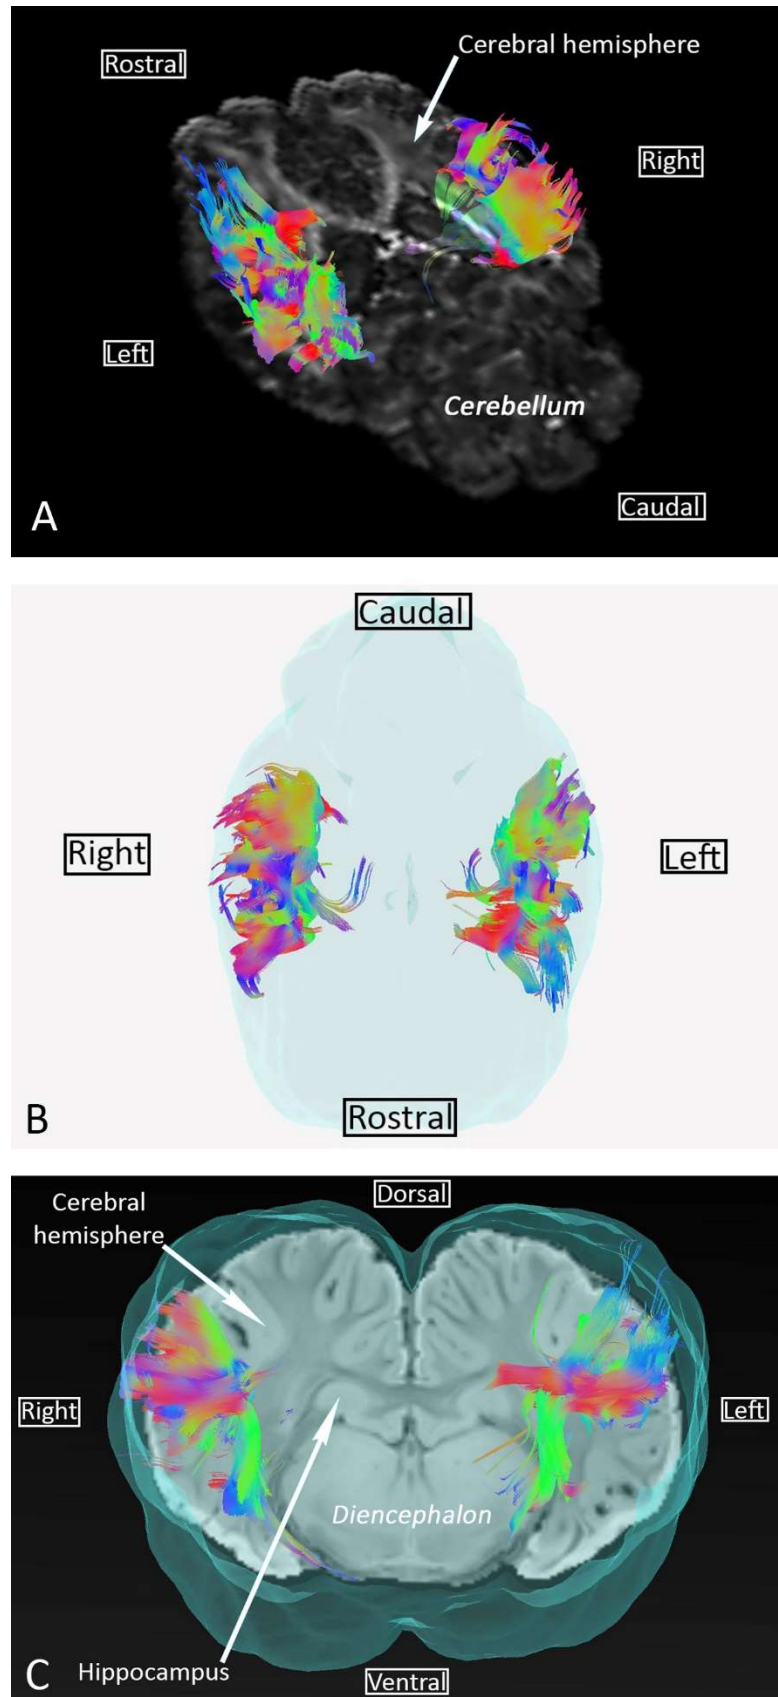 Cerebral hemisphere
Rostral
Right
Left
Cerebellum
Caudal
A
Caudal
Right
Left
Rostral
B
Cerebral
hemisphere
Dorsal
Right
Left
Diencephalon
Hippocampus
Ventral
C